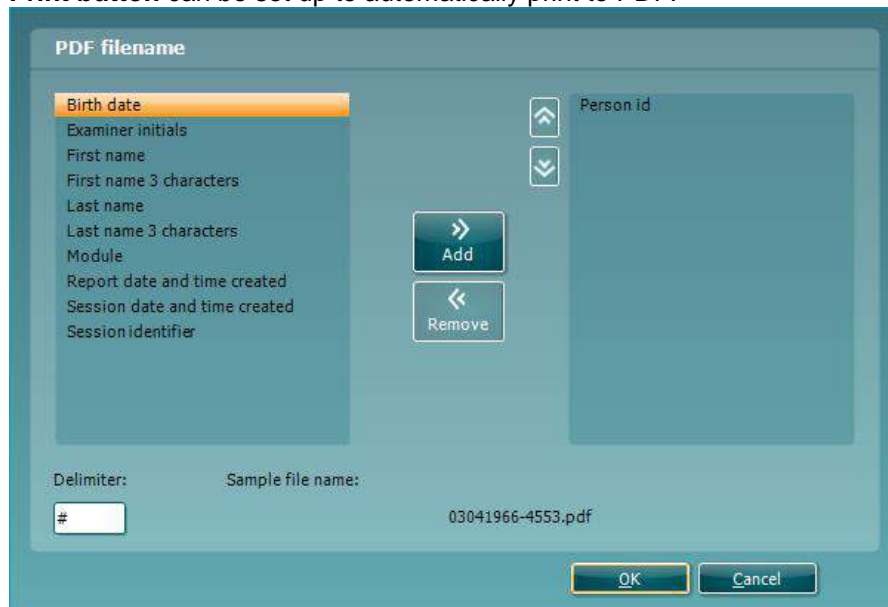 PDF filename
Birth date
Examiner initials
First name
First name 3 characters
Last name
Last name 3 characters
Module
Report date and time created
Session date and time created
Session identifier
Add
Remove
Person id
Delimiter:
Sample file name:
#
03041966-4553.pdf
OK
Cancel